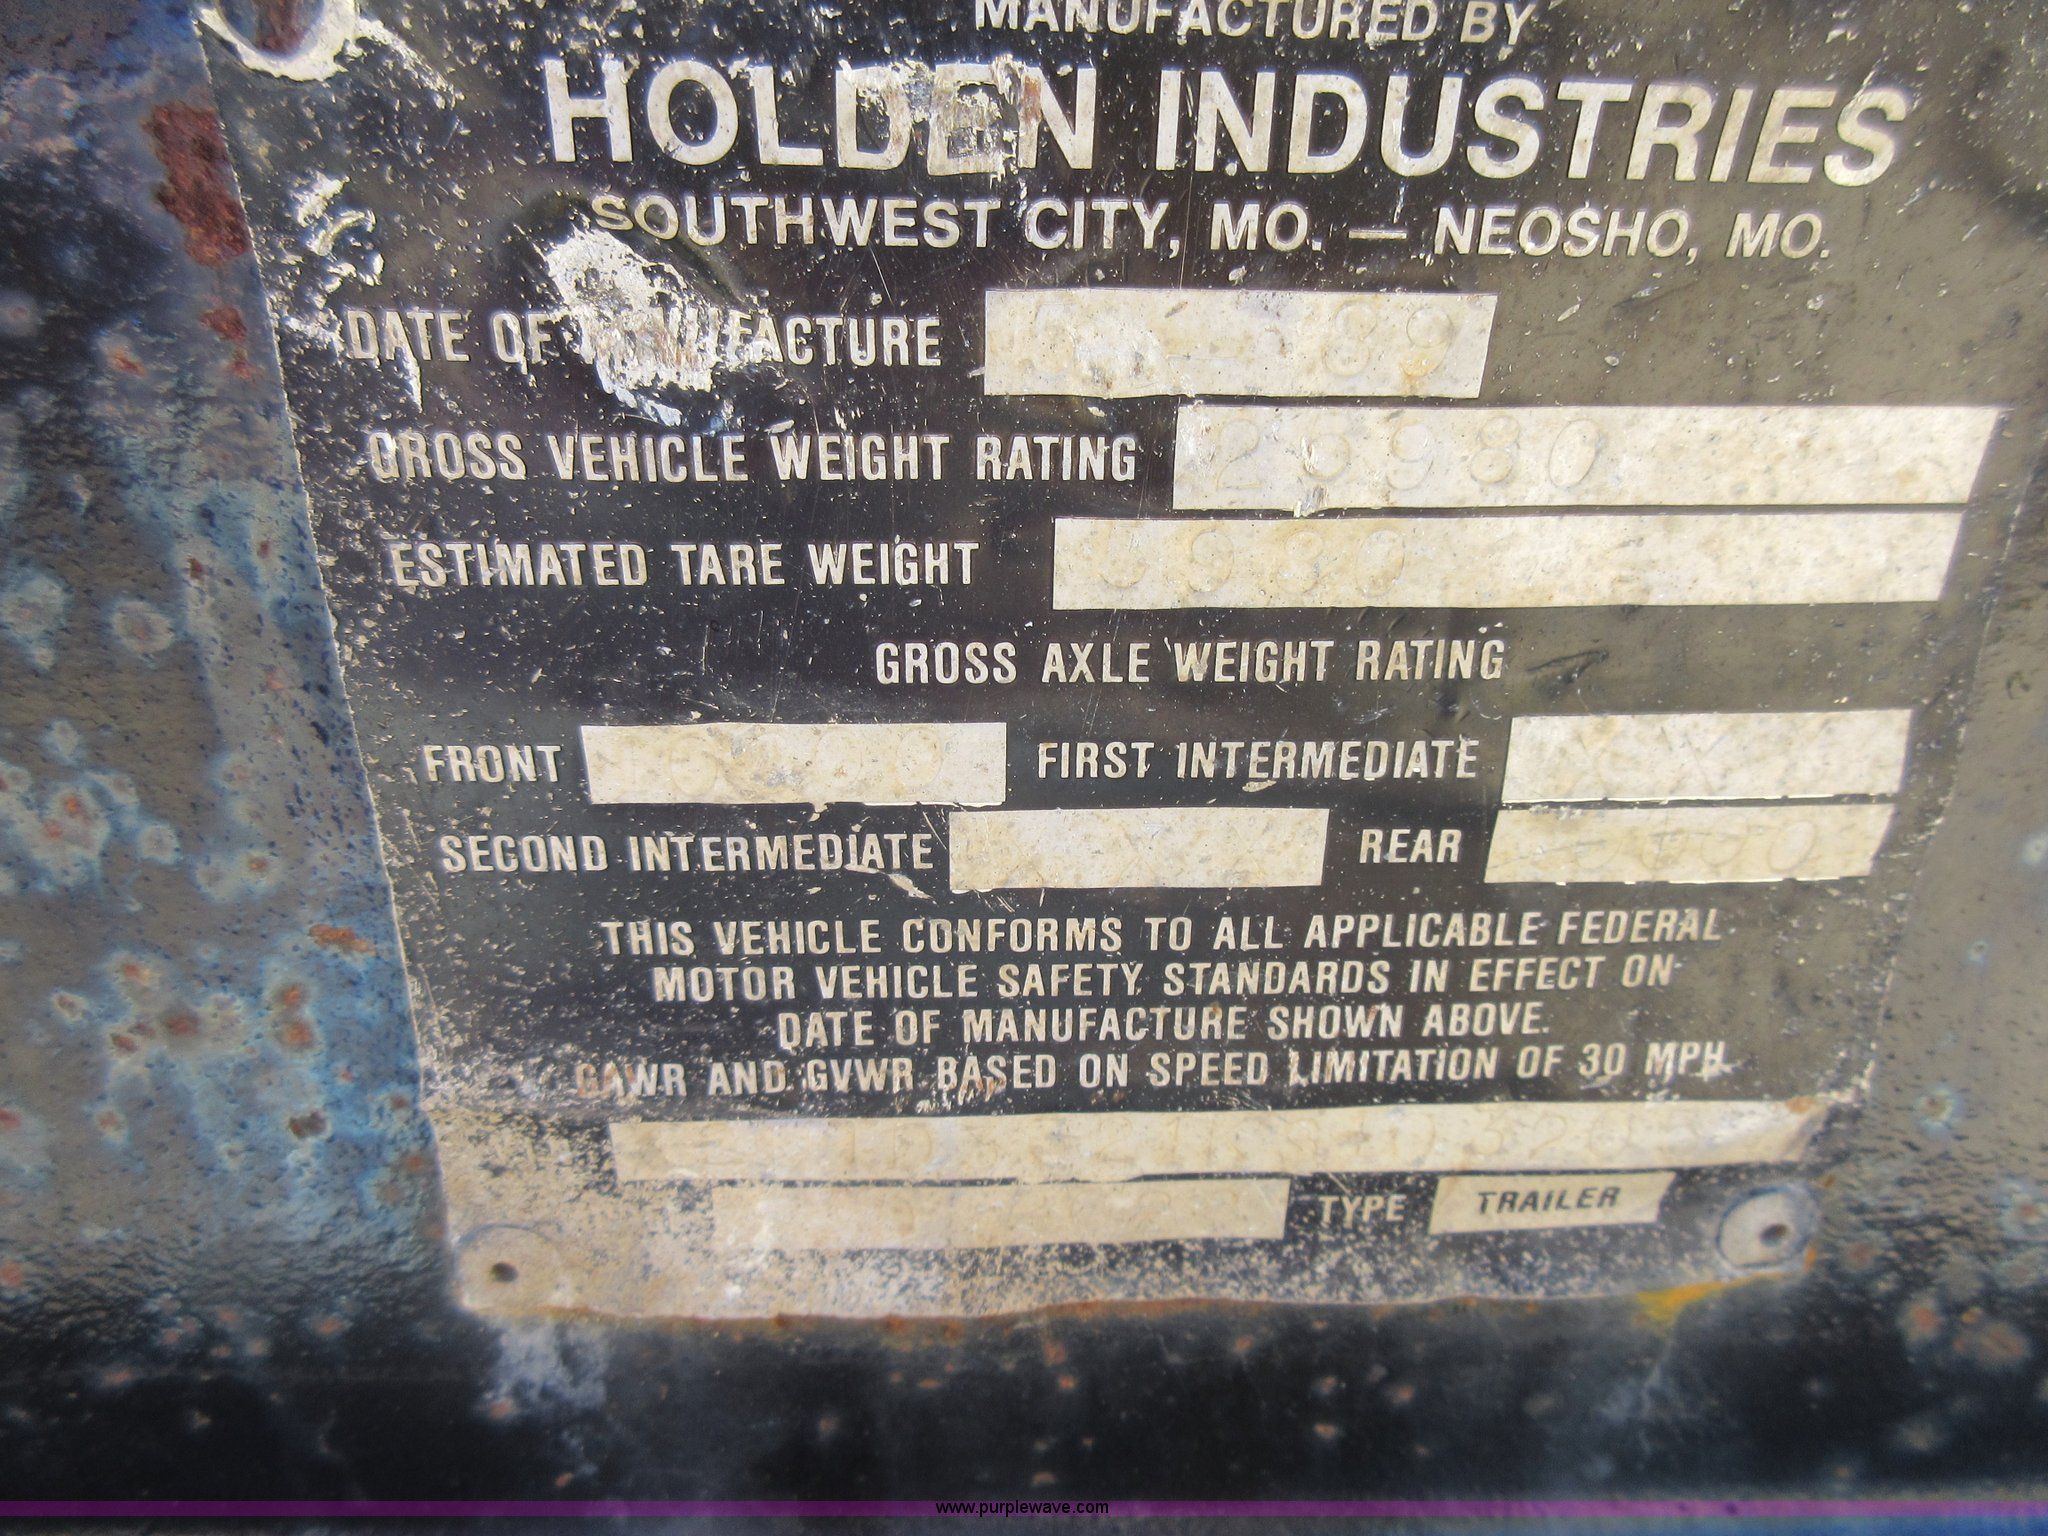 MANUFACTURED BY
HOLDEN INDUSTRIES
SOUTHWEST CITY, MO. — NEOSHO, MO.
DATE OF MANUFACTURE 89
GROSS VEHICLE WEIGHT RATING 25980
ESTIMATED TARE WEIGHT
GROSS AXLE WEIGHT RATING
FRONT FIRST INTERMEDIATE
SECOND INTERMEDIATE REAR
THIS VEHICLE CONFORMS TO ALL APPLICABLE FEDERAL
MOTOR VEHICLE SAFETY STANDARDS IN EFFECT ON
DATE OF MANUFACTURE SHOWN ABOVE.
GAWR AND GVWR BASED ON SPEED LIMITATION OF 30 MPH
TYPE TRAILER
www.purplewave.com